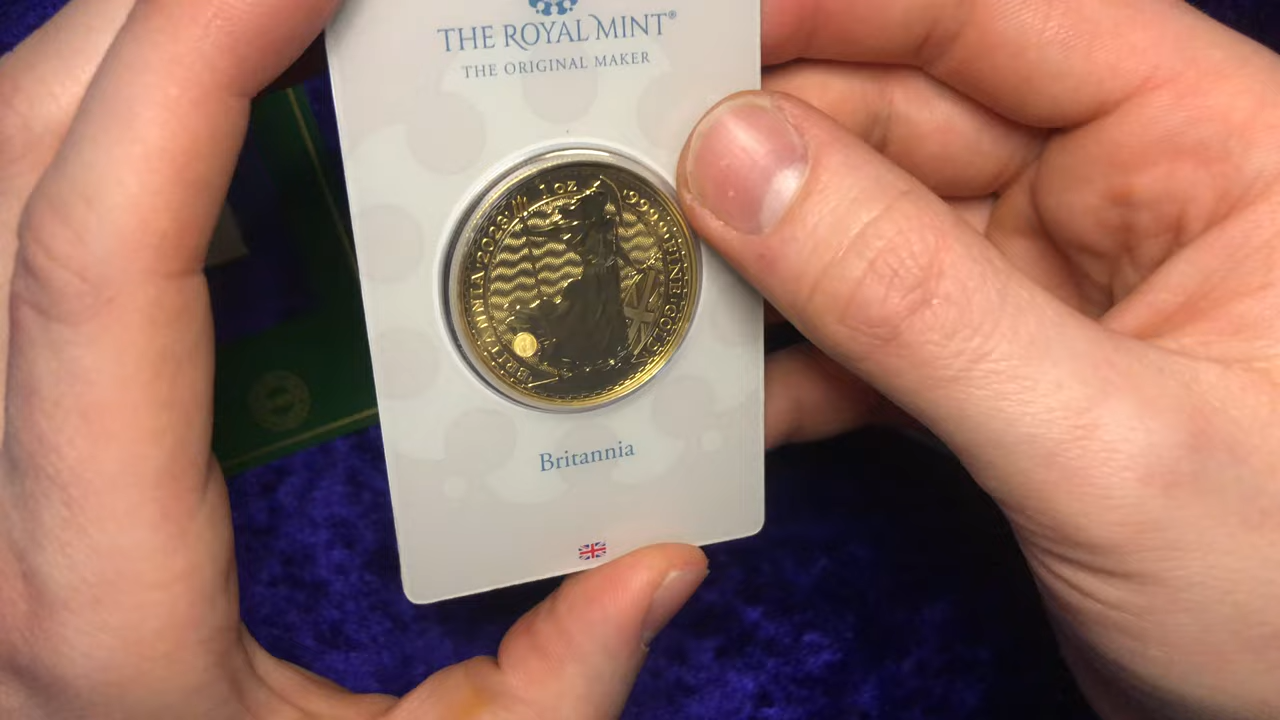 THE ROYAL MINT®
THE ORIGINAL MAKER
BRITANNIA 2023 1 oz 999.9 FINE GOLD
Britannia